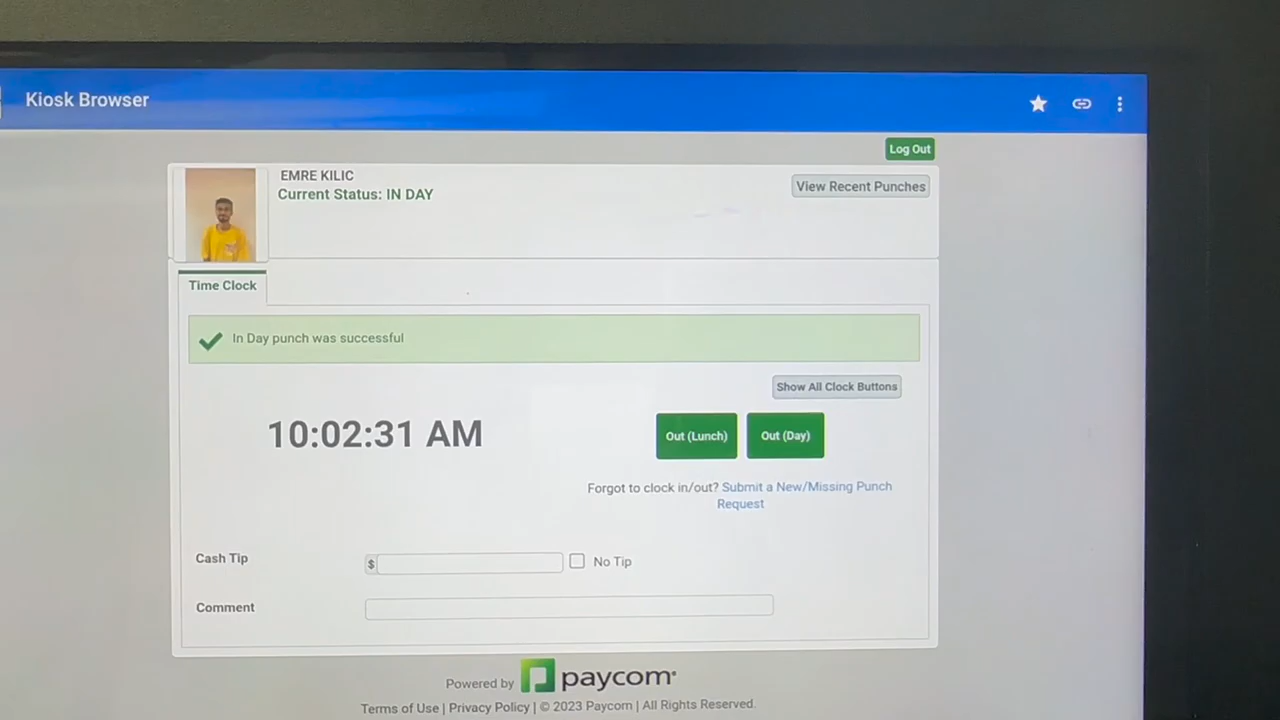 Kiosk Browser
Log Out
EMRE KILIC
Current Status: IN DAY
View Recent Punches
Time Clock
In Day punch was successful
Show All Clock Buttons
10:02:31 AM
Out (Lunch)
Out (Day)
Forgot to clock in/out? Submit a New/Missing Punch
Request
Cash Tip
$
No Tip
Comment
Powered by paycom
Terms of Use | Privacy Policy | © 2023 Paycom | All Rights Reserved.